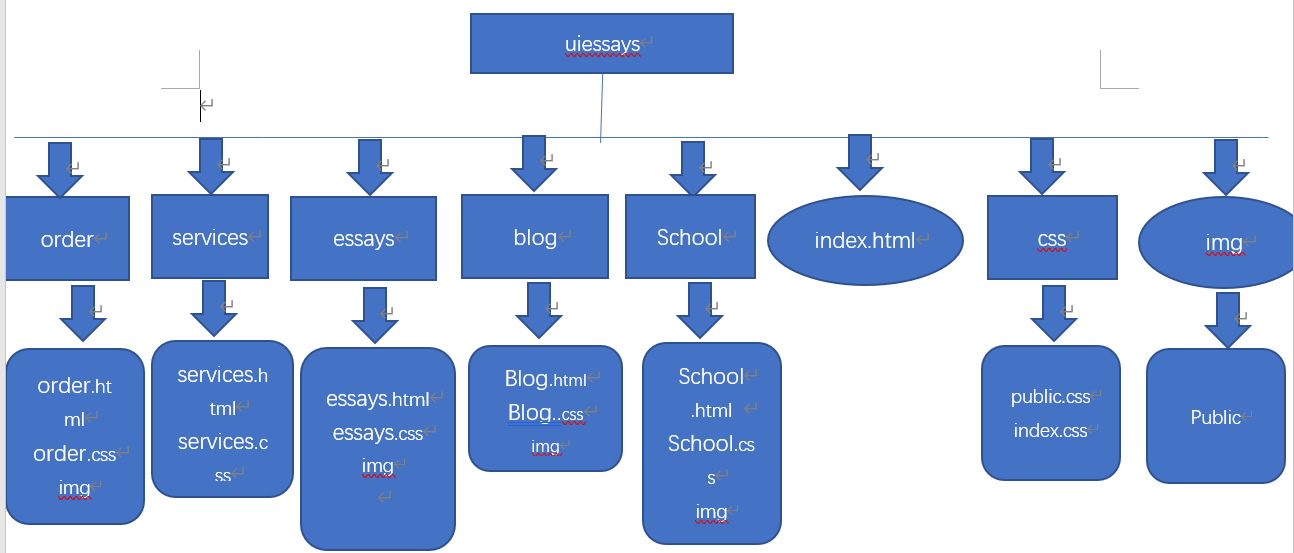 uiessays
order
services
essays
blog
School
index.html
css
img
order.ht
ml
order.css
img
services.h
tml
services.c
ss
essays.html
essays.css
img
Blog.html
Blog..css
img
School
.html
School.cs
s
img
public.css
index.css
Public